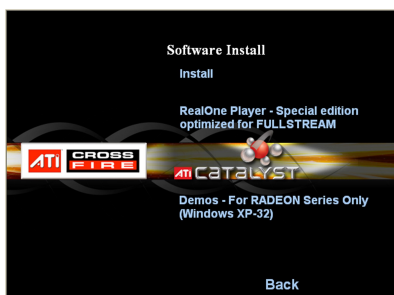 Software Install
Install
RealOne Player - Special edition
optimized for FULLSTREAM
ATi CROSS
FIRE
ATi CATALYST
Demos - For RADEON Series Only
(Windows XP-32)
Back